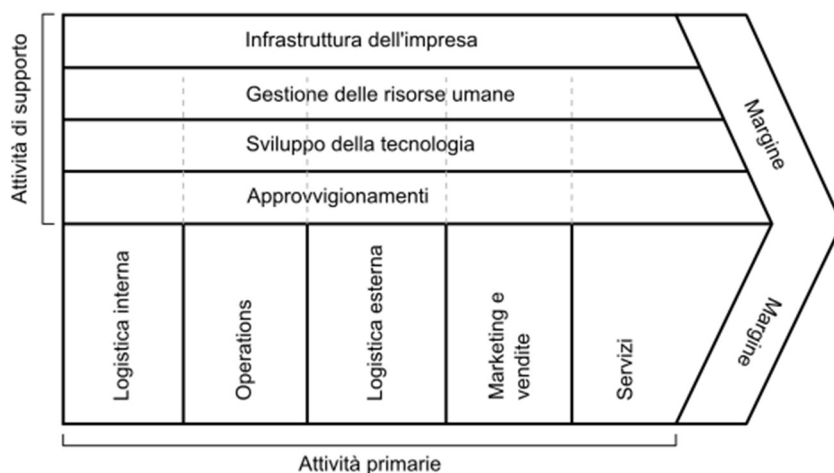 Attività di supporto
Infrastruttura dell'impresa
Gestione delle risorse umane
Sviluppo della tecnologia
Approvvigionamenti
Margine
Logistica interna
Operations
Logistica esterna
Marketing e
vendite
Servizi
Margine
Attività primarie